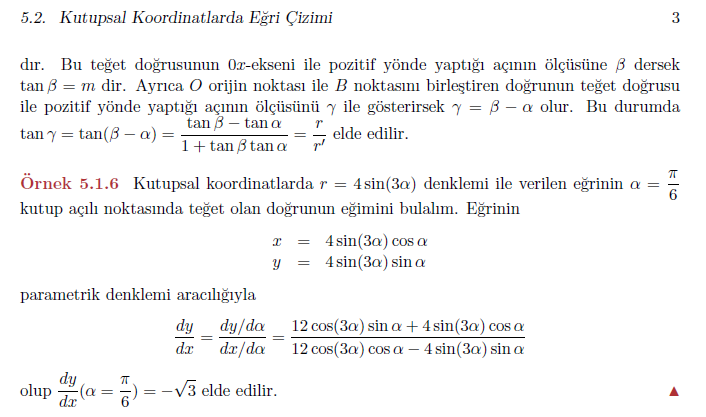 5.2. Kutupsal Koordinatlarda Eğri Çizimi 3
dır. Bu teğet doğrusunun 0x-ekseni ile pozitif yönde yaptığı açının ölçüsüne β dersek
tan β = m dir. Ayrıca O orijin noktası ile B noktasını birleştiren doğrunun teğet doğrusu
ile pozitif yönde yaptığı açının ölçüsünü γ ile gösterirsek γ = β − α olur. Bu durumda
tan γ = tan(β − α) = (tan β − tan α)/(1 + tan β tan α) = r/r′ elde edilir.
Örnek 5.1.6 Kutupsal koordinatlarda r = 4 sin(3α) denklemi ile verilen eğrinin α = π/6
kutup açılı noktasında teğet olan doğrunun eğimini bulalım. Eğrinin
x = 4 sin(3α) cos α
y = 4 sin(3α) sin α
parametrik denklemi aracılığıyla
dy/dx = (dy/dα)/(dx/dα) = (12 cos(3α) sin α + 4 sin(3α) cos α)/(12 cos(3α) cos α − 4 sin(3α) sin α)
olup dy/dx(α = π/6) = −√3 elde edilir. ▲